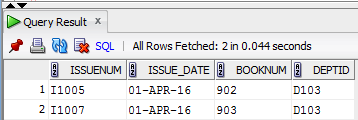 Query Result ×
SQL | All Rows Fetched: 2 in 0.044 seconds
ISSUENUM ISSUE_DATE BOOKNUM DEPTID
1 I1005 01-APR-16 902 D103
2 I1007 01-APR-16 903 D103